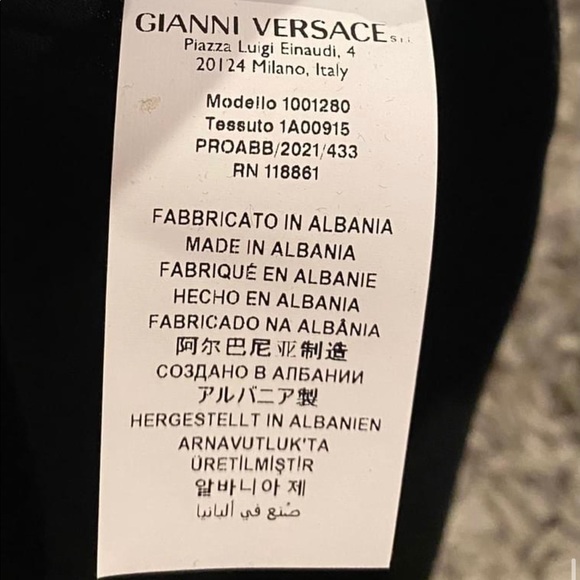 GIANNI VERSACE S.r.l.
Piazza Luigi Einaudi, 4
20124 Milano, Italy
Modello 1001280
Tessuto 1A00915
PROABB/2021/433
RN 118861
FABBRICATO IN ALBANIA
MADE IN ALBANIA
FABRIQUÉ EN ALBANIE
HECHO EN ALBANIA
FABRICADO NA ALBÂNIA
阿尔巴尼亚制造
СОЗДАНО В АЛБАНИИ
アルバニア製
HERGESTELLT IN ALBANIEN
ARNAVUTLUK'TA
ÜRETİLMİŞTİR
알바니아 제
صُنع في ألبانيا